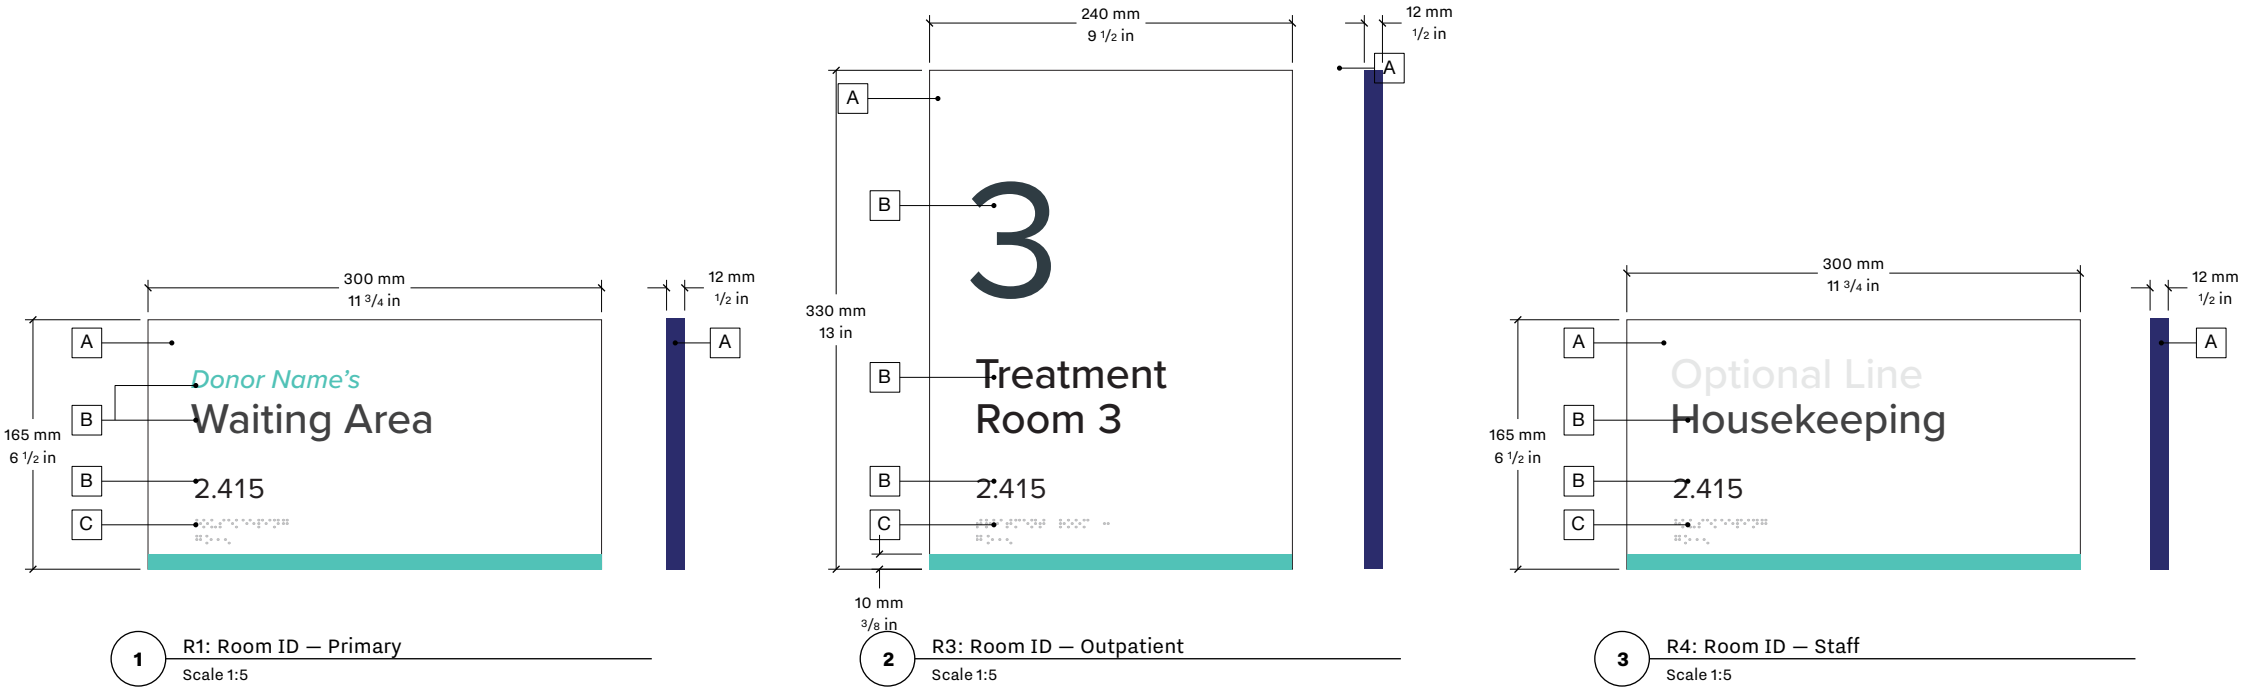 300 mm
11 3/4 in
12 mm
1/2 in
A
A
Donor Name's
B
Waiting Area
165 mm
6 1/2 in
B
2.415
C
1
R1: Room ID — Primary
Scale 1:5
240 mm
9 1/2 in
12 mm
1/2 in
A
A
B
3
330 mm
13 in
B
Treatment
Room 3
B
2.415
C
10 mm
3/8 in
2
R3: Room ID — Outpatient
Scale 1:5
300 mm
11 3/4 in
12 mm
1/2 in
A
A
Optional Line
B
Housekeeping
165 mm
6 1/2 in
B
2.415
C
3
R4: Room ID — Staff
Scale 1:5